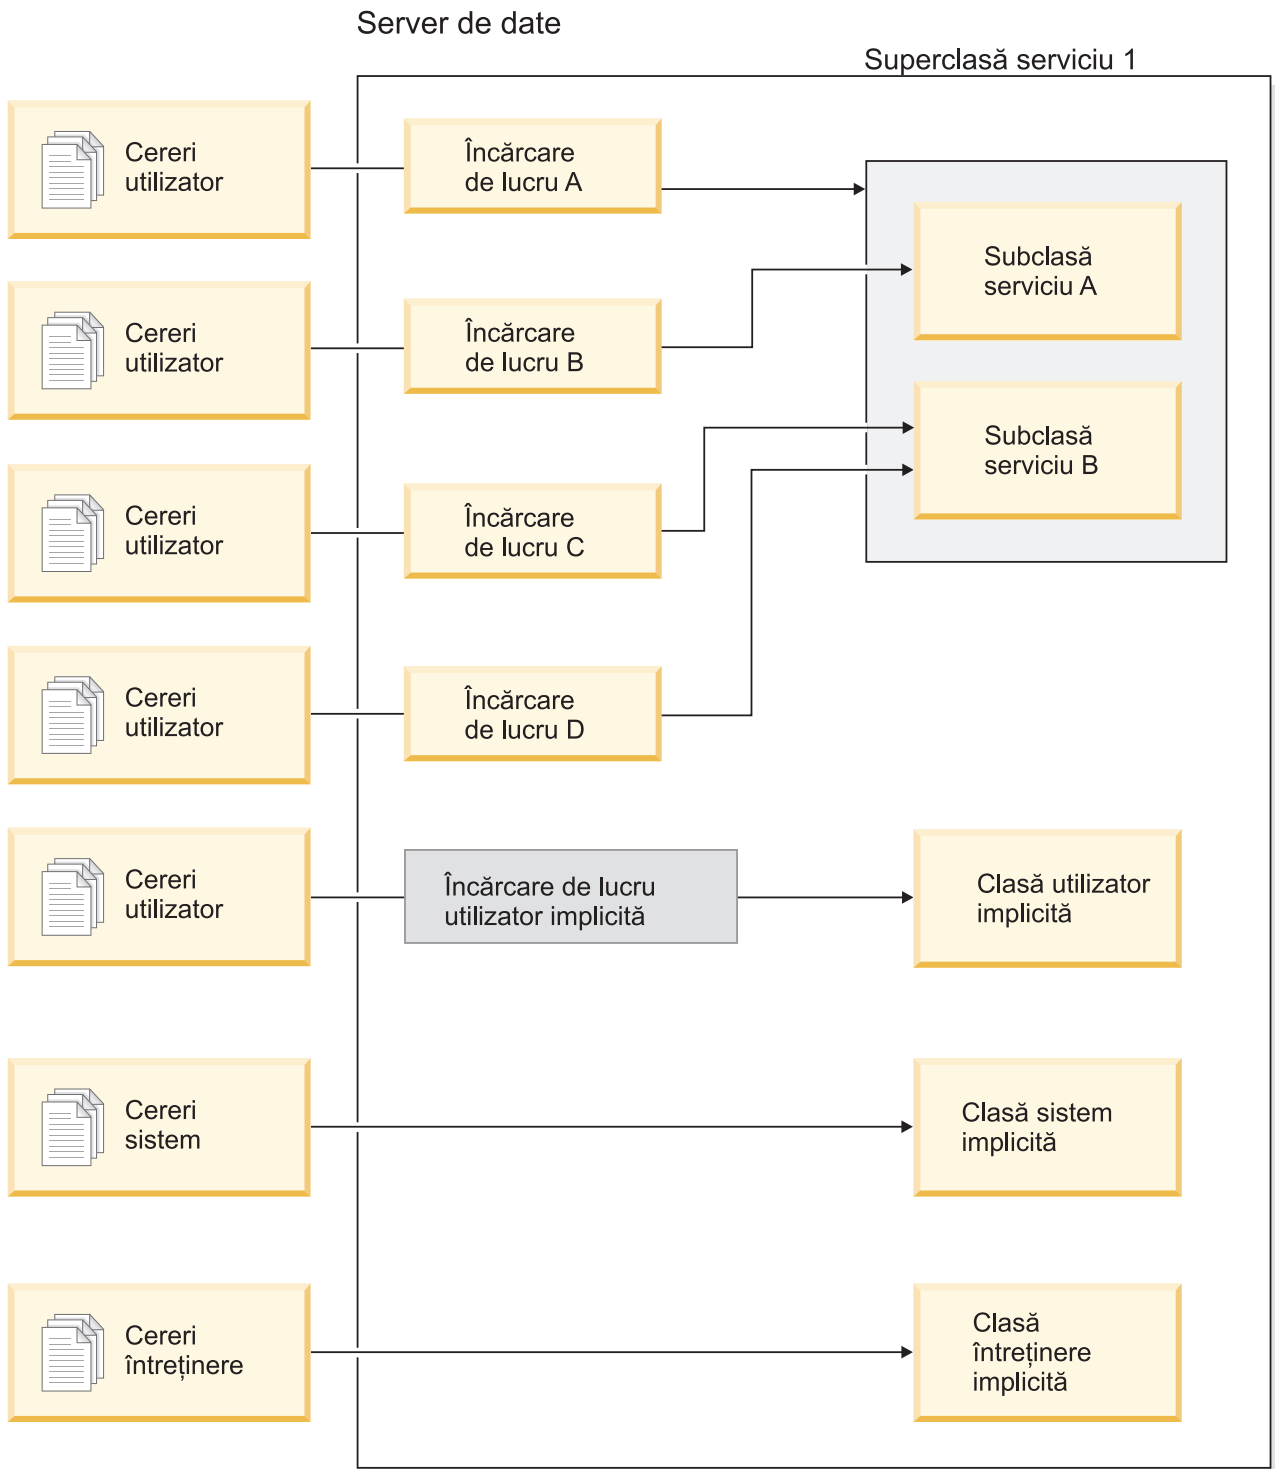 Server de date
Superclasă serviciu 1
Cereri
utilizator
Încărcare
de lucru A
Subclasă
serviciu A
Cereri
utilizator
Încărcare
de lucru B
Cereri
utilizator
Încărcare
de lucru C
Subclasă
serviciu B
Cereri
utilizator
Încărcare
de lucru D
Cereri
utilizator
Încărcare de lucru
utilizator implicită
Clasă utilizator
implicită
Cereri
sistem
Clasă sistem
implicită
Cereri
întreținere
Clasă
întreținere
implicită